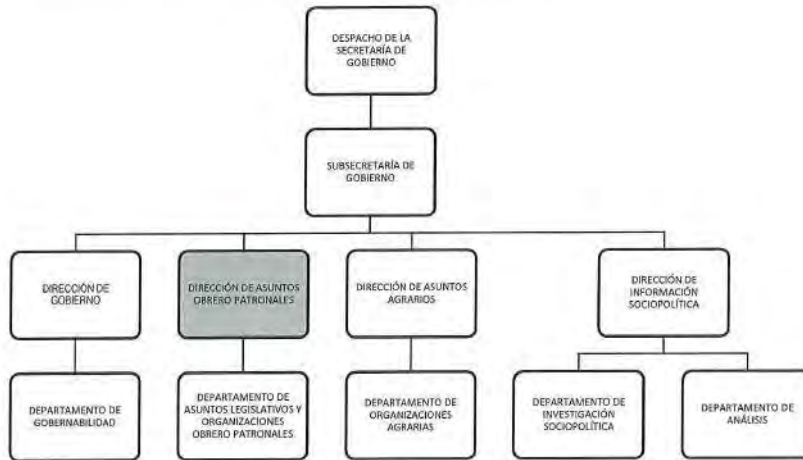 DESPACHO DE LA
SECRETARÍA DE
GOBIERNO
SUBSECRETARÍA DE
GOBIERNO
DIRECCIÓN DE
GOBIERNO
DIRECCIÓN DE ASUNTOS
OBRERO PATRONALES
DIRECCIÓN DE ASUNTOS
AGRARIOS
DIRECCIÓN DE
INFORMACIÓN
SOCIOPOLÍTICA
DEPARTAMENTO DE
GOBERNABILIDAD
DEPARTAMENTO DE
ASUNTOS LEGISLATIVOS Y
ORGANIZACIONES
OBRERO PATRONALES
DEPARTAMENTO DE
ORGANIZACIONES
AGRARIAS
DEPARTAMENTO DE
INVESTIGACIÓN
SOCIOPOLÍTICA
DEPARTAMENTO DE
ANÁLISIS